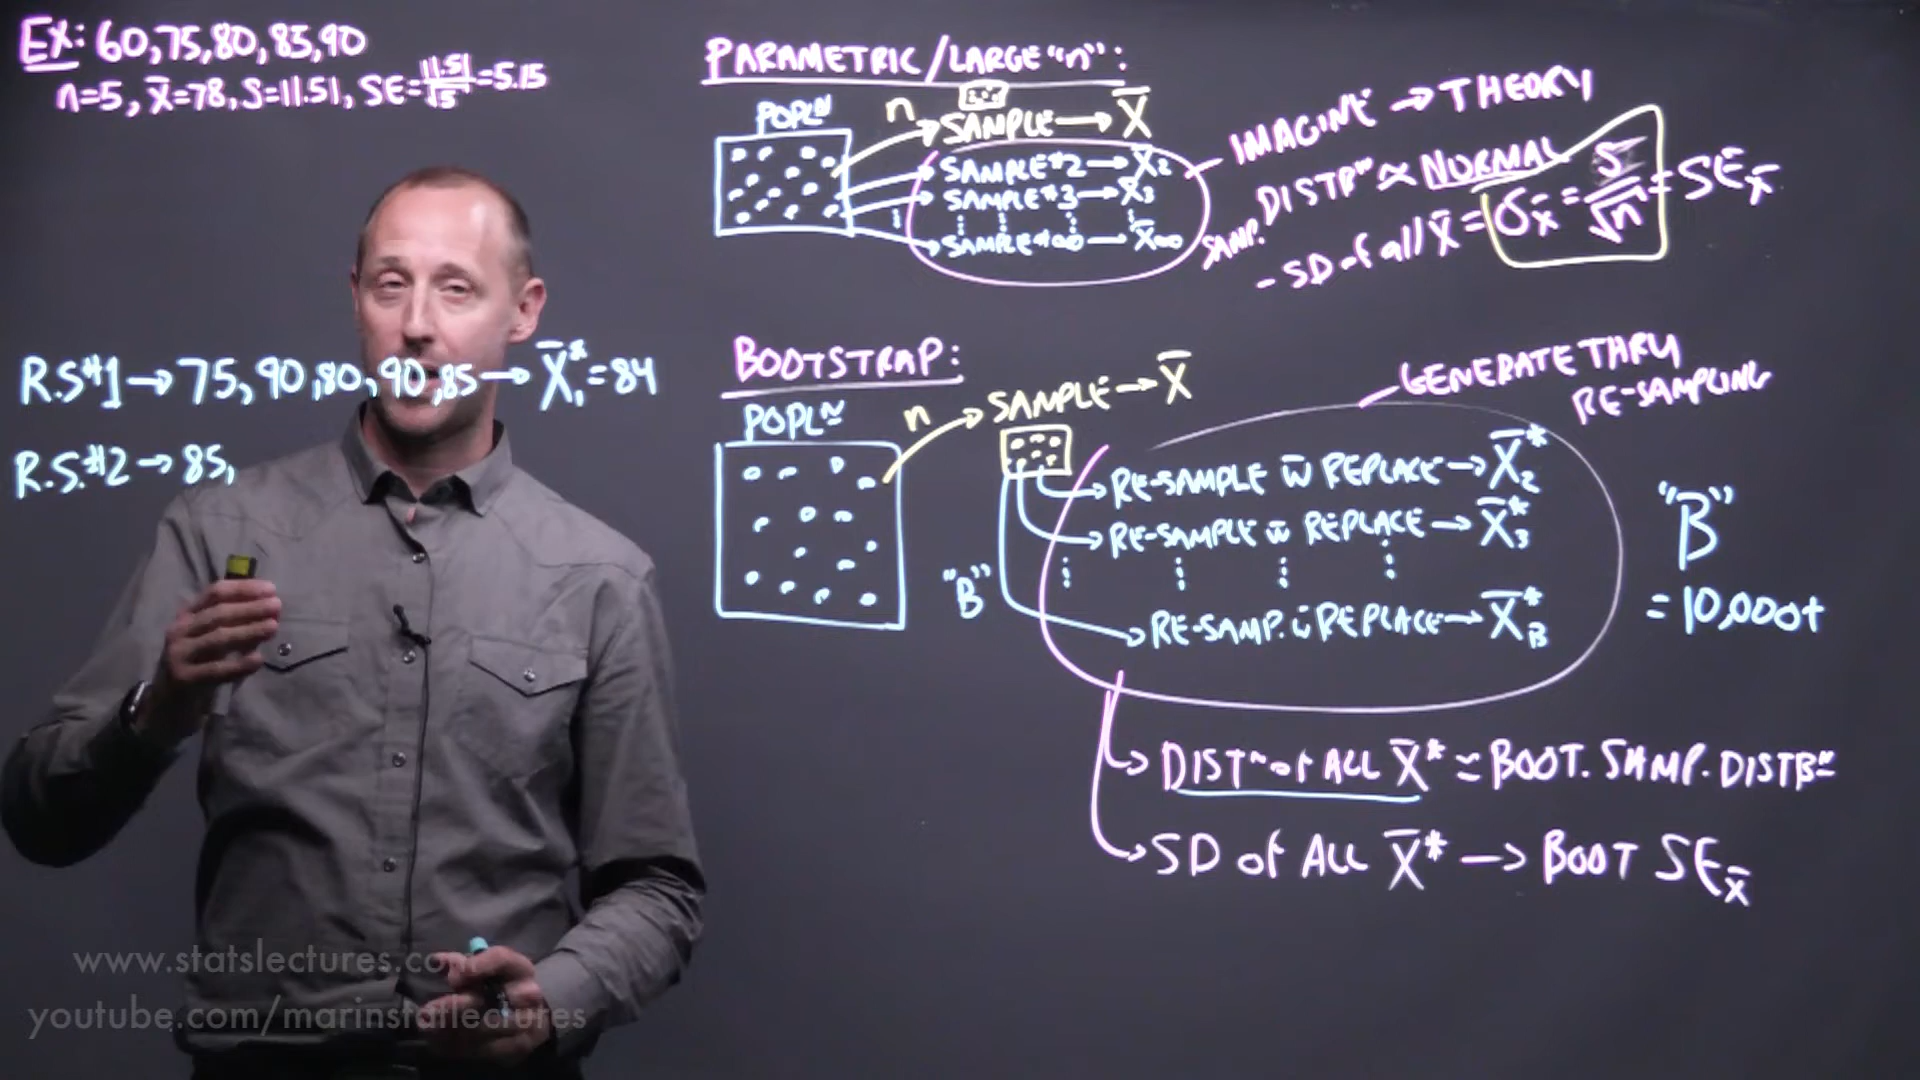 EX: 60,75,80,85,90
n=5, x̄=78, S=11.51, SE=11.51/√5=5.15
R.S#1→75,90,80,90,85→X̄₁*=84
R.S.#2→85,
PARAMETRIC/LARGE "n":
POPLN
n
SAMPLE→X̄
SAMPLE#2→X̄₂
SAMPLE#3→X̄₃
SAMPLE#∞→X̄∞
IMAGINE→THEORY
SAMP. DISTBN ≈ NORMAL
-SD of all X̄=σx̄=S/√n=SEx̄
BOOTSTRAP:
POPLN
n
SAMPLE→X̄
GENERATE THRU
RE-SAMPLING
RE-SAMPLE w̄ REPLACE→X̄₂*
RE-SAMPLE w̄ REPLACE→X̄₃*
"B"
RE-SAMP. w̄ REPLACE→X̄B*
"B"
=10,000+
DISTN of ALL X̄*=BOOT. SAMP. DISTBN
SD of ALL X̄*→BOOT SEx̄
www.statslectures.com
youtube.com/marinstatlectures